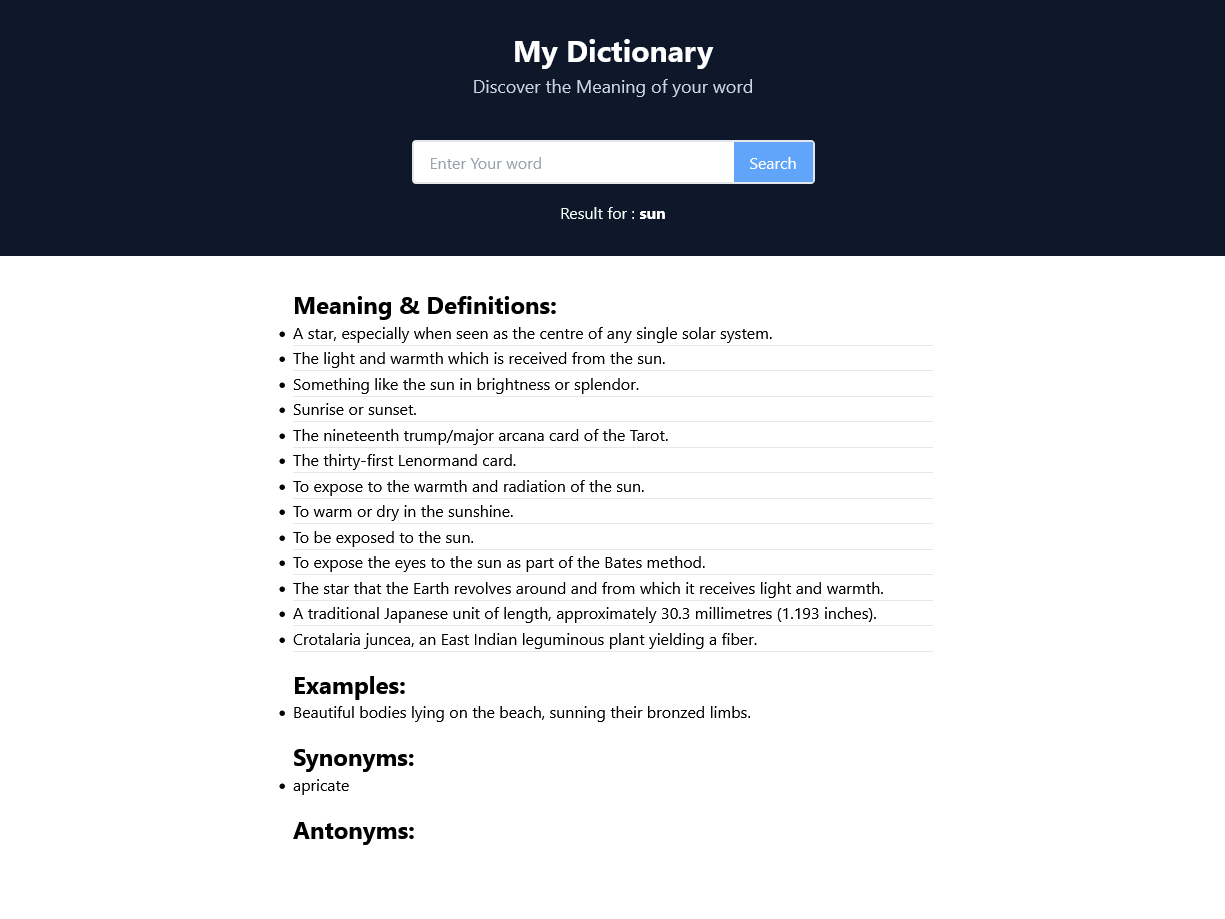 My Dictionary
Discover the Meaning of your word
Enter Your word
Search
Result for : sun
Meaning & Definitions:
• A star, especially when seen as the centre of any single solar system.
• The light and warmth which is received from the sun.
• Something like the sun in brightness or splendor.
• Sunrise or sunset.
• The nineteenth trump/major arcana card of the Tarot.
• The thirty-first Lenormand card.
• To expose to the warmth and radiation of the sun.
• To warm or dry in the sunshine.
• To be exposed to the sun.
• To expose the eyes to the sun as part of the Bates method.
• The star that the Earth revolves around and from which it receives light and warmth.
• A traditional Japanese unit of length, approximately 30.3 millimetres (1.193 inches).
• Crotalaria juncea, an East Indian leguminous plant yielding a fiber.
Examples:
• Beautiful bodies lying on the beach, sunning their bronzed limbs.
Synonyms:
• apricate
Antonyms: